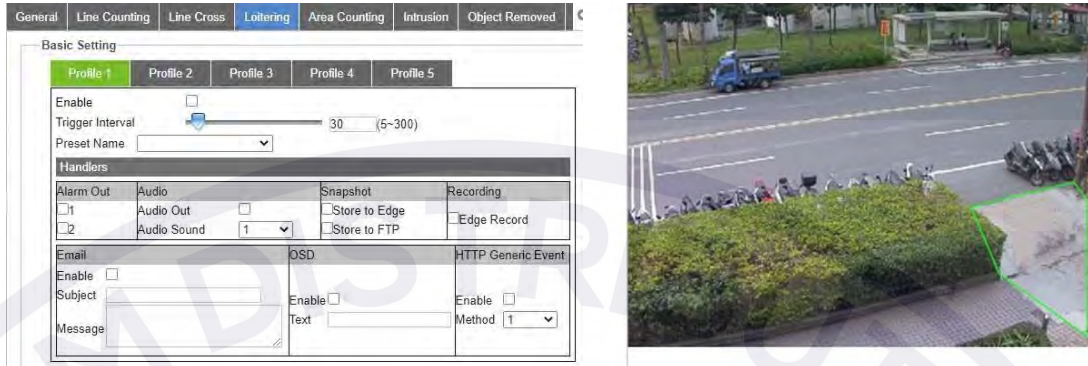 General Line Counting Line Cross Loitering Area Counting Intrusion Object Removed
Basic Setting
Profile 1 Profile 2 Profile 3 Profile 4 Profile 5
Enable
Trigger Interval 30 (5~300)
Preset Name
Handlers
Alarm Out Audio Snapshot Recording
1 Audio Out Store to Edge Edge Record
2 Audio Sound 1 Store to FTP
Email OSD HTTP Generic Event
Enable
Subject Enable Enable
Message Text Method 1